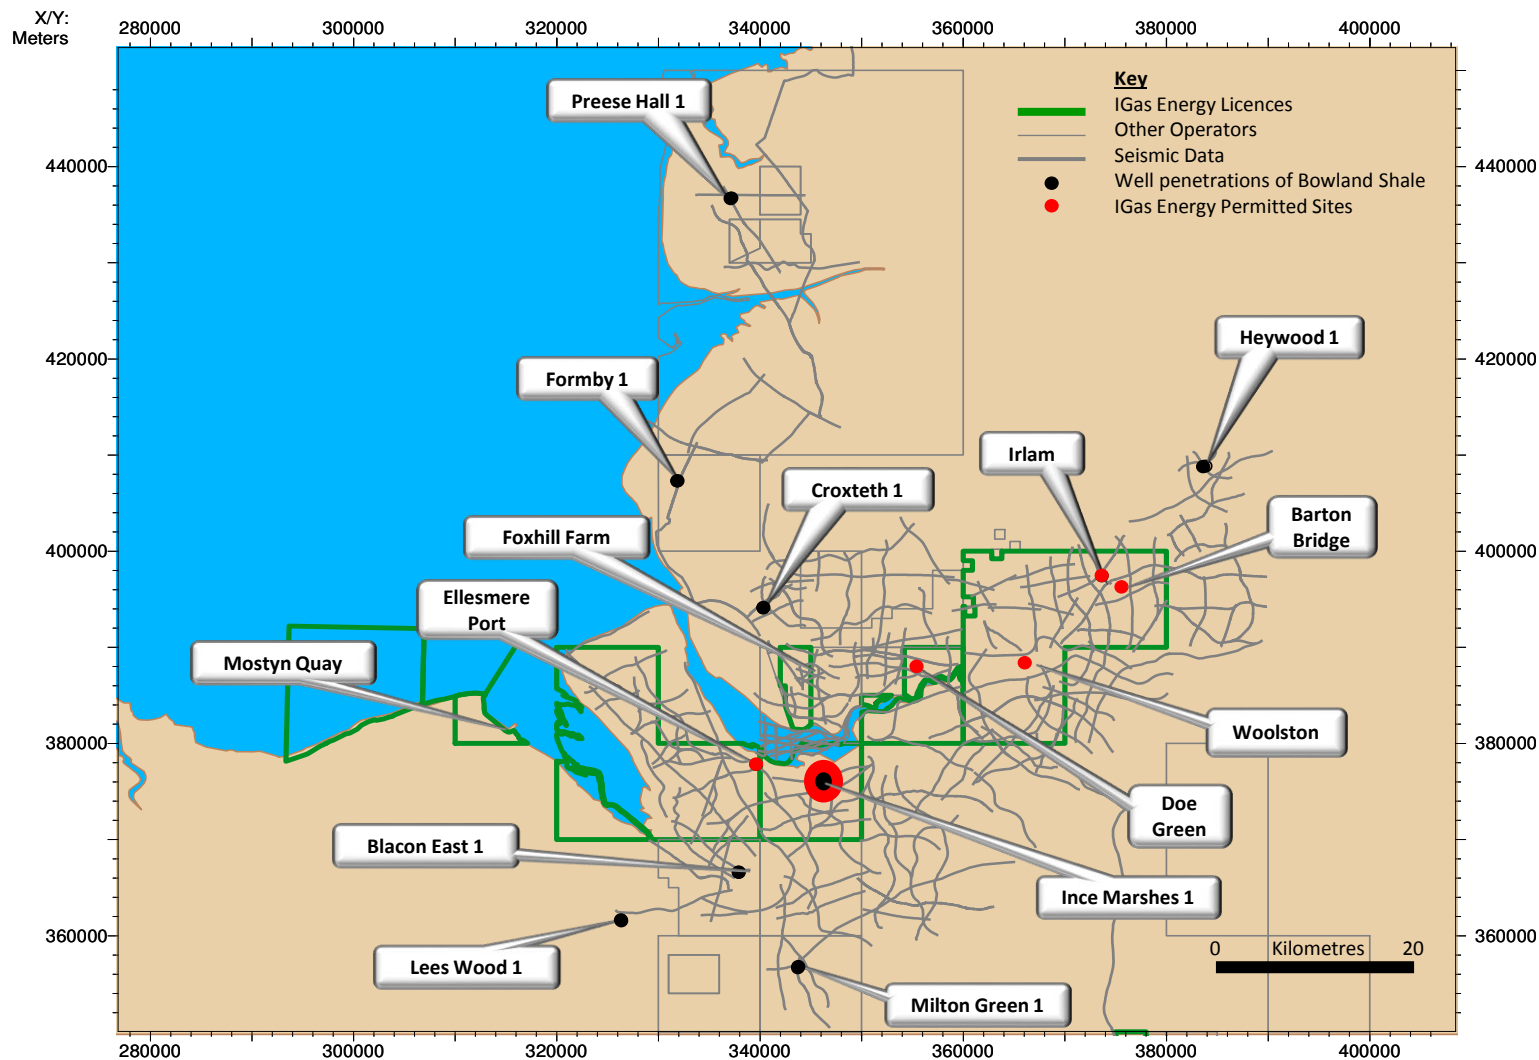 X/Y:
Meters
280000 300000 320000 340000 360000 380000 400000
Key
IGas Energy Licences
Other Operators
Seismic Data
Well penetrations of Bowland Shale
IGas Energy Permitted Sites
Preese Hall 1
440000 440000
Heywood 1
420000 420000
Formby 1
Irlam
Croxteth 1
Barton
Bridge
Foxhill Farm
400000 400000
Ellesmere
Port
Mostyn Quay
Woolston
380000 380000
Doe
Green
Blacon East 1
Ince Marshes 1
360000 360000
0 Kilometres 20
Lees Wood 1
Milton Green 1
280000 300000 320000 340000 360000 380000 400000